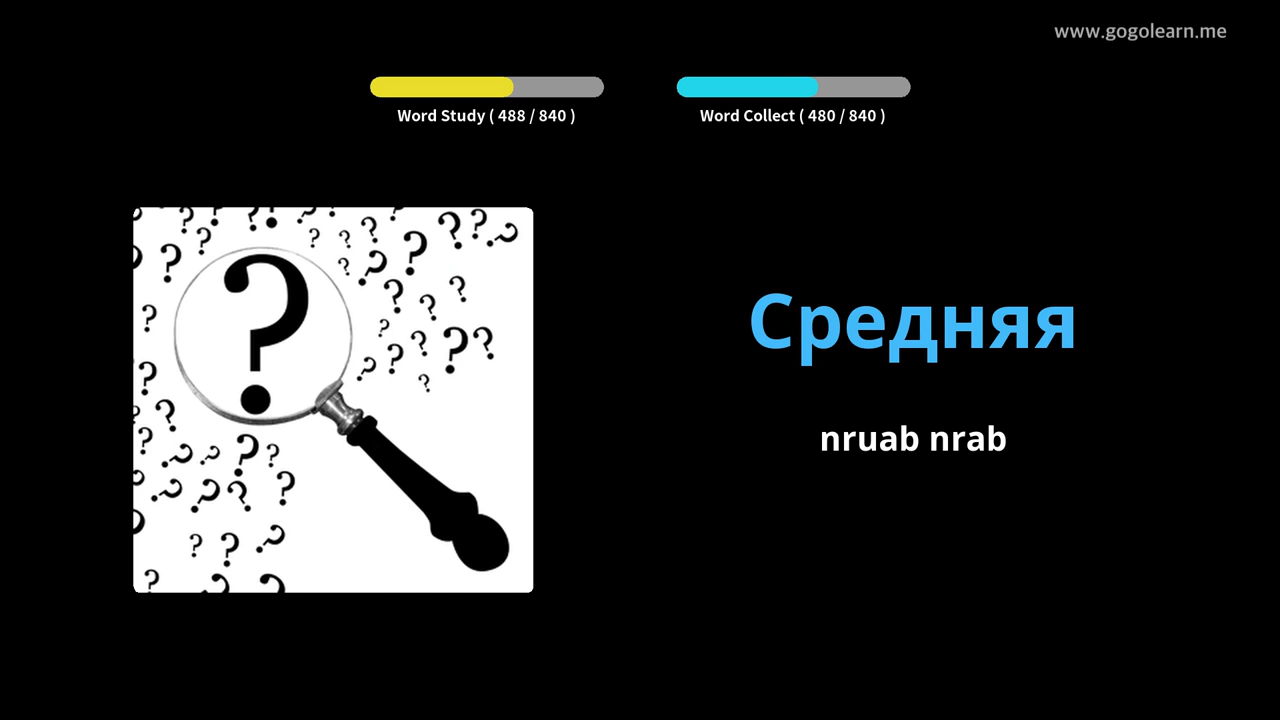 www.gogolearn.me
Word Study ( 488 / 840 )
Word Collect ( 480 / 840 )
Средняя
nruab nrab